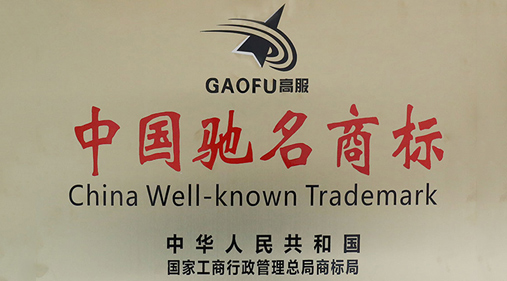 GAOFU高服
中国驰名商标
China Well-known Trademark
中华人民共和国
国家工商行政管理总局商标局